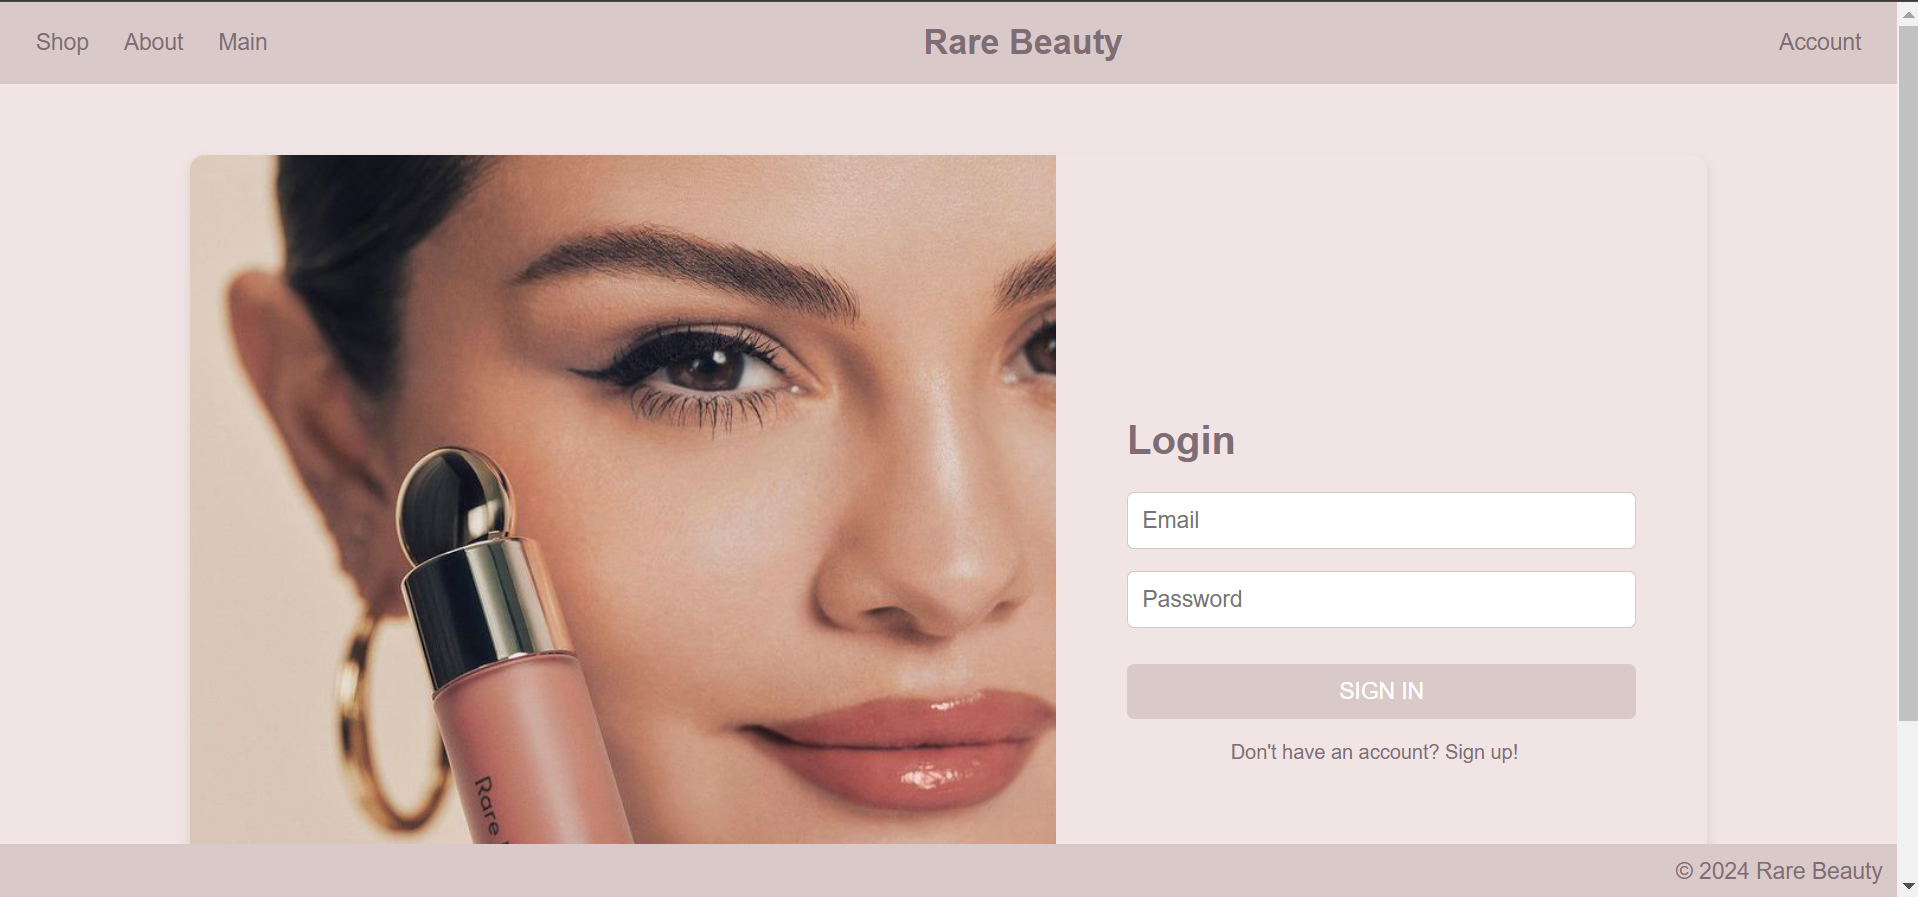 Shop About Main Rare Beauty Account
Login
Email
Password
SIGN IN
Don't have an account? Sign up!
Rare
© 2024 Rare Beauty